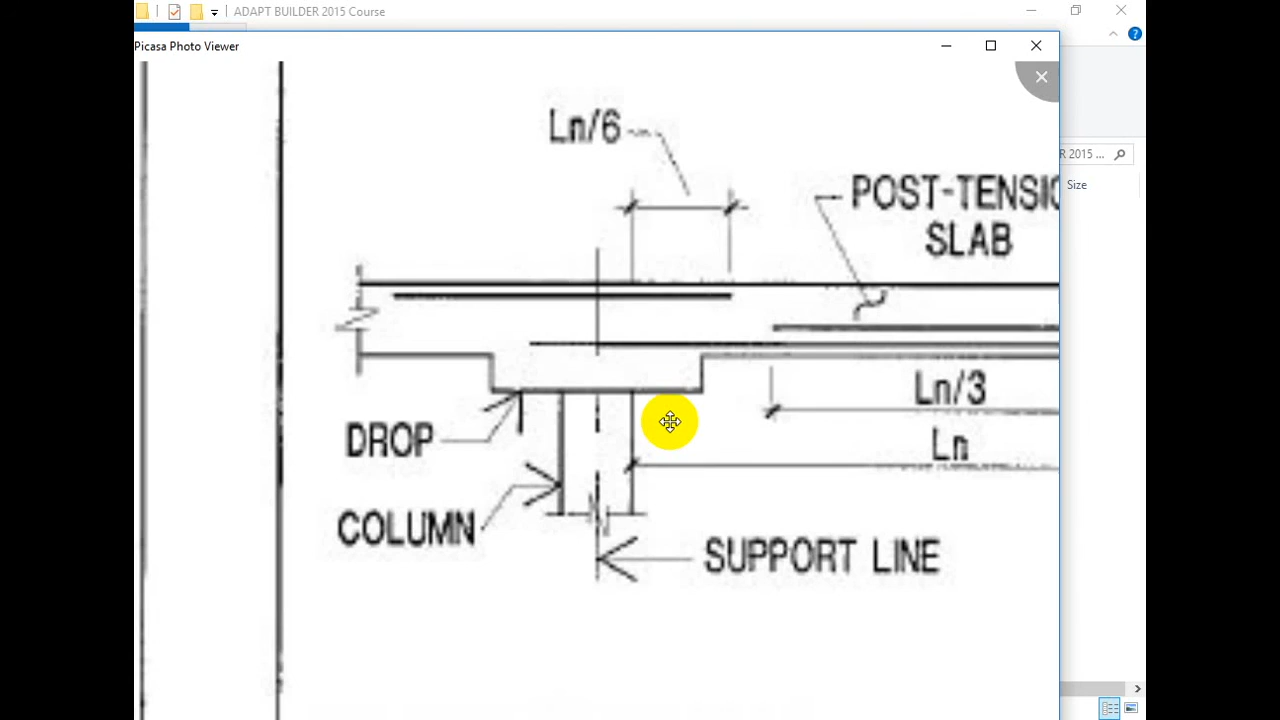 ADAPT BUILDER 2015 Course
Picasa Photo Viewer
Ln/6
R 2015 ...
Size
POST-TENSIO
SLAB
Ln/3
DROP
Ln
COLUMN
SUPPORT LINE